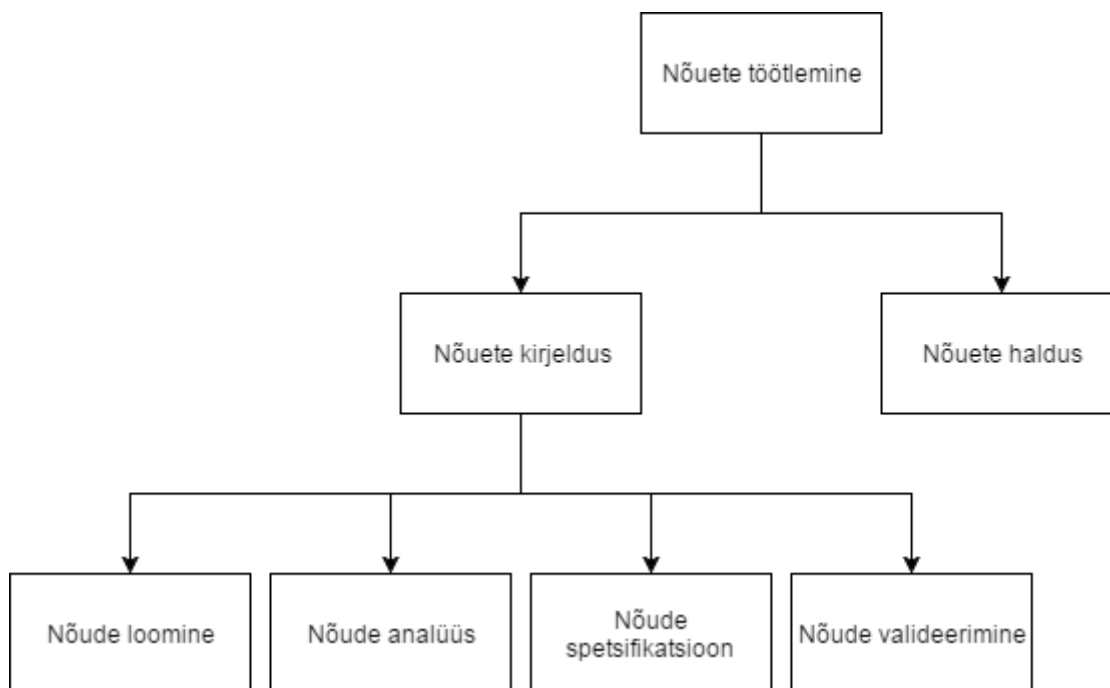 Nõuete töötlemine
Nõuete kirjeldus
Nõuete haldus
Nõude loomine
Nõude analüüs
Nõude
spetsifikatsioon
Nõude valideerimine